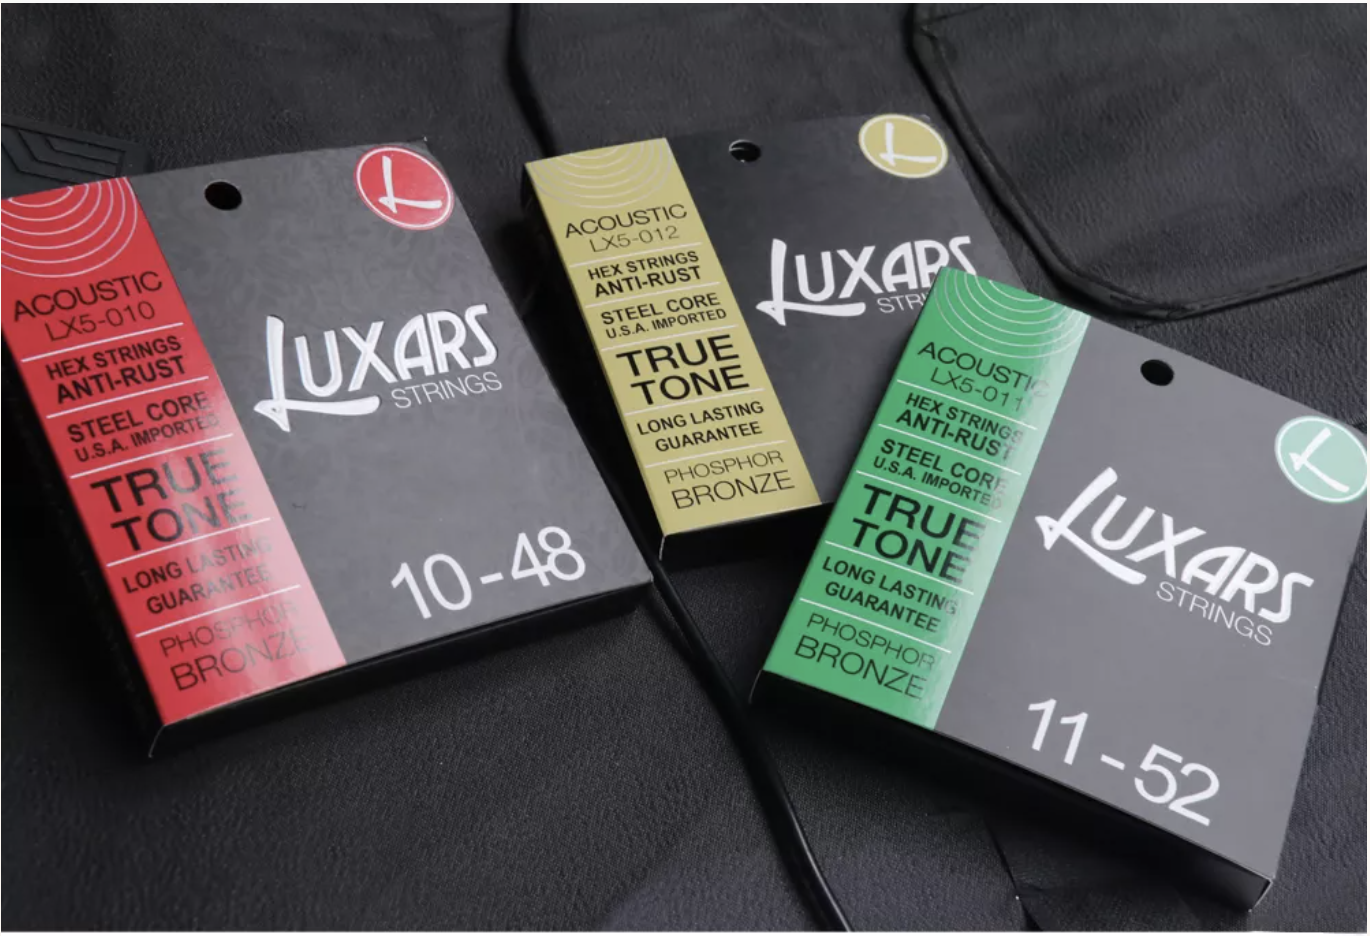 ACOUSTIC
LX5-010
HEX STRINGS
ANTI-RUST
STEEL CORE
U.S.A. IMPORTED
TRUE
TONE
LONG LASTING
GUARANTEE
PHOSPHOR
BRONZE
L
LUXARS
STRINGS
10-48
ACOUSTIC
LX5-012
HEX STRINGS
ANTI-RUST
STEEL CORE
U.S.A. IMPORTED
TRUE
TONE
LONG LASTING
GUARANTEE
PHOSPHOR
BRONZE
L
LUXARS
STRI
ACOUSTIC
LX5-011
HEX STRINGS
ANTI-RUST
STEEL CORE
U.S.A. IMPORTED
TRUE
TONE
LONG LASTING
GUARANTEE
PHOSPHOR
BRONZE
L
LUXARS
STRINGS
11-52